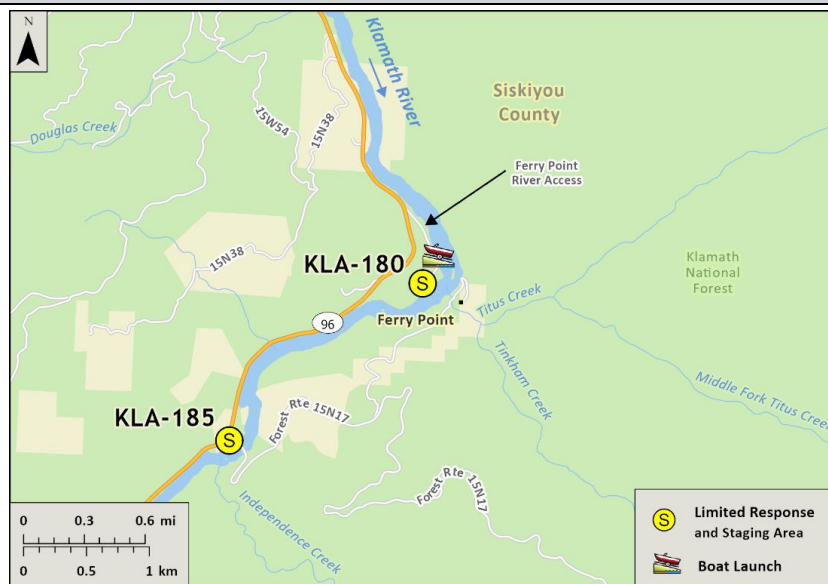 N
Klamath River
Siskiyou
County
Douglas Creek
15W54
15N38
Ferry Point
River Access
KLA-180
S
15N38
Klamath
National
Forest
Titus Creek
96
Ferry Point
Tinkham Creek
Middle Fork Titus Creek
KLA-185
S
Forest Rte 15N17
Forest Rte 15N17
Independence Creek
0 0.3 0.6 mi
0 0.5 1 km
S Limited Response
and Staging Area
Boat Launch